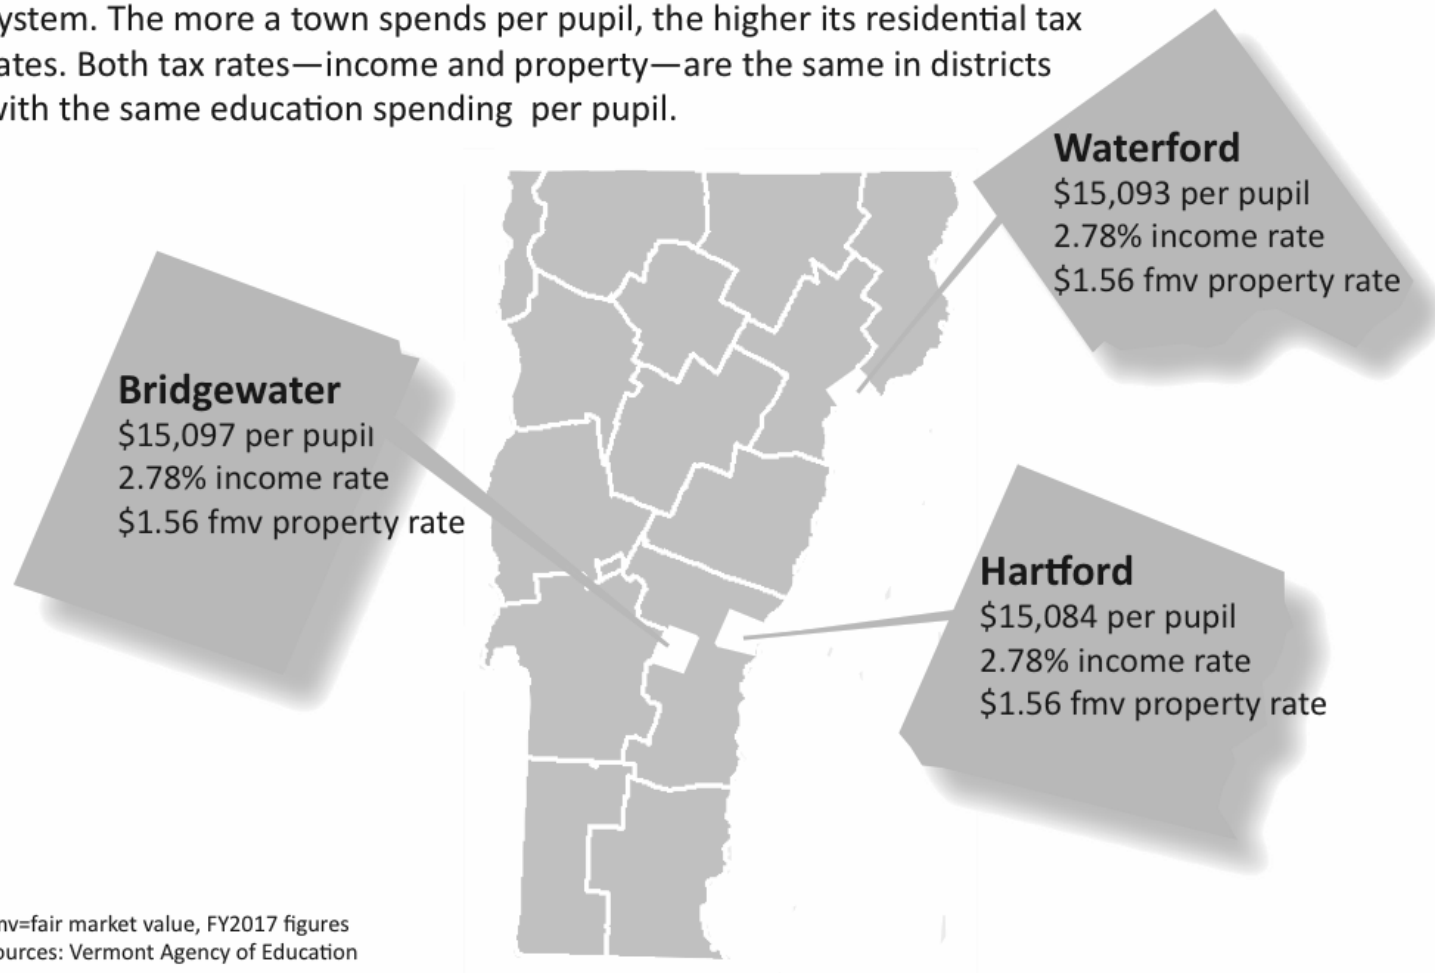 ystem. The more a town spends per pupil, the higher its residential tax
ates. Both tax rates—income and property—are the same in districts
with the same education spending per pupil.
Waterford
$15,093 per pupil
2.78% income rate
$1.56 fmv property rate
Bridgewater
$15,097 per pupil
2.78% income rate
$1.56 fmv property rate
Hartford
$15,084 per pupil
2.78% income rate
$1.56 fmv property rate
mv=fair market value, FY2017 figures
ources: Vermont Agency of Education